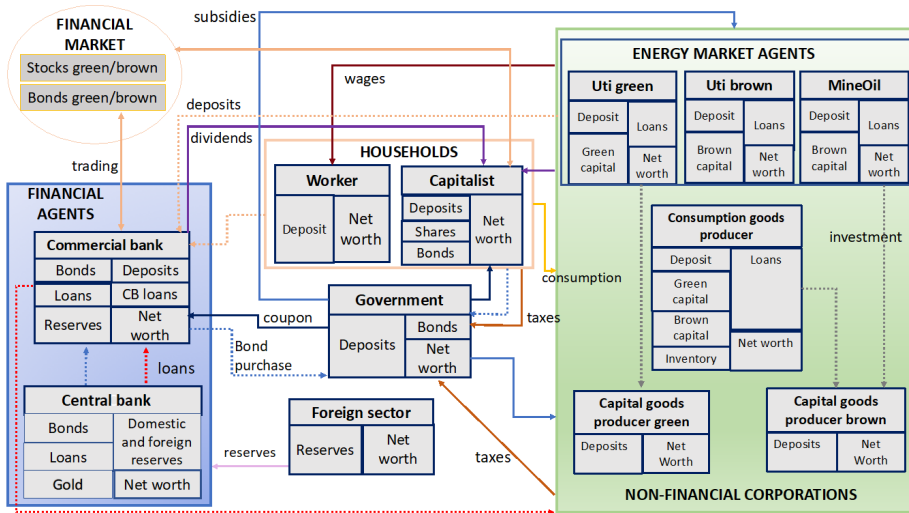 FINANCIAL
MARKET
Stocks green/brown
Bonds green/brown
subsidies
wages
deposits
dividends
trading
FINANCIAL
AGENTS
Commercial bank
Bonds
Deposits
Loans
CB loans
Reserves
Net
worth
loans
Central bank
Bonds
Loans
Gold
Domestic
and foreign
reserves
Net worth
HOUSEHOLDS
Worker
Deposit
Net
worth
Capitalist
Deposits
Shares
Bonds
Net
worth
coupon
Bond
purchase
Government
Deposits
Bonds
Net
worth
taxes
consumption
Foreign sector
Reserves
Net
worth
reserves
taxes
ENERGY MARKET AGENTS
Uti green
Deposit
Green
capital
Loans
Net
worth
Uti brown
Deposit
Brown
capital
Loans
Net
worth
MineOil
Deposit
Brown
capital
Loans
Net
worth
Consumption goods
producer
Deposit
Green
capital
Brown
capital
Inventory
Loans
Net worth
investment
Capital goods
producer green
Deposits
Net
Worth
Capital goods
producer brown
Deposits
Net
Worth
NON-FINANCIAL CORPORATIONS